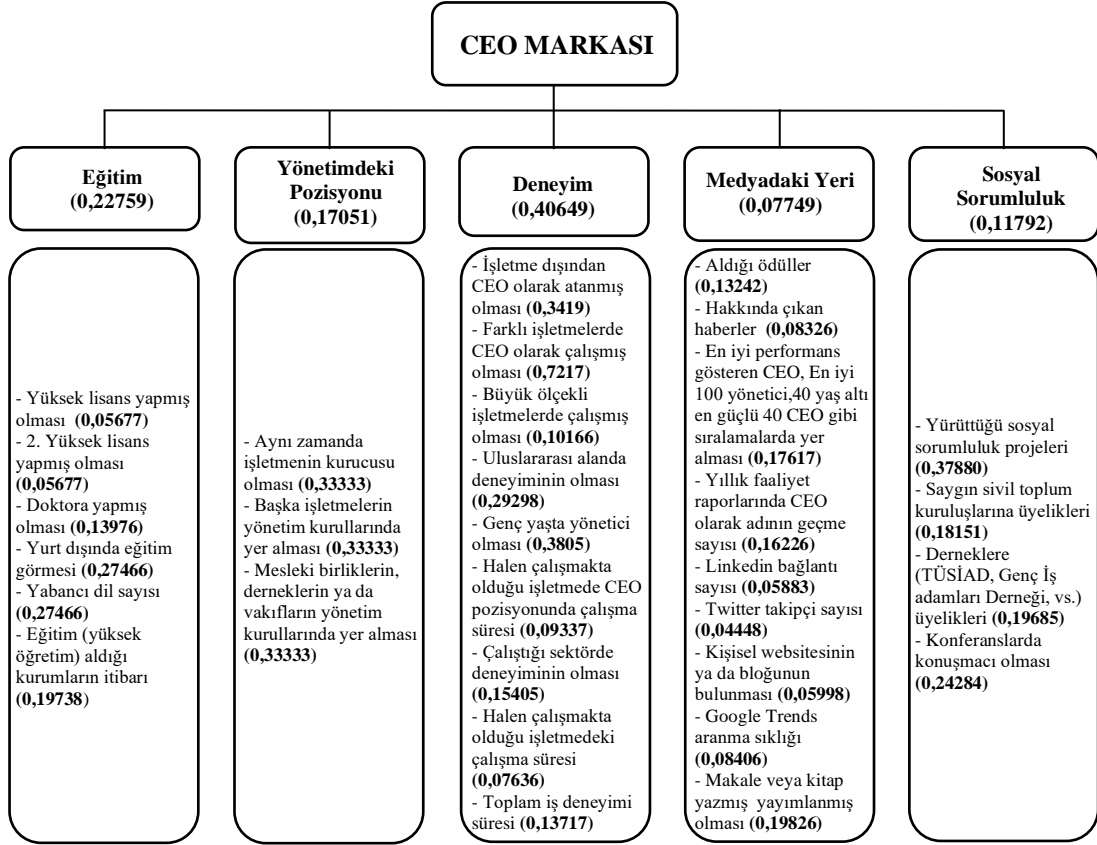 CEO MARKASI
Eğitim
(0,22759)
Yönetimdeki
Pozisyonu
(0,17051)
Deneyim
(0,40649)
Medyadaki Yeri
(0,07749)
Sosyal
Sorumluluk
(0,11792)
- Yüksek lisans yapmış
olması (0,05677)
- 2. Yüksek lisans
yapmış olması
(0,05677)
- Doktora yapmış
olması (0,13976)
- Yurt dışında eğitim
görmesi (0,27466)
- Yabancı dil sayısı
(0,27466)
- Eğitim (yüksek
öğretim) aldığı
kurumların itibarı
(0,19738)
- Aynı zamanda
işletmenin kurucusu
olması (0,33333)
- Başka işletmelerin
yönetim kurullarında
yer alması (0,33333)
- Mesleki birliklerin,
derneklerin ya da
vakıfların yönetim
kurullarında yer alması
(0,33333)
- İşletme dışından
CEO olarak atanmış
olması (0,3419)
- Farklı işletmelerde
CEO olarak çalışmış
olması (0,7217)
- Büyük ölçekli
işletmelerde çalışmış
olması (0,10166)
- Uluslararası alanda
deneyiminin olması
(0,29298)
- Genç yaşta yönetici
olması (0,3805)
- Halen çalışmakta
olduğu işletmede CEO
pozisyonunda çalışma
süresi (0,09337)
- Çalıştığı sektörde
deneyiminin olması
(0,15405)
- Halen çalışmakta
olduğu işletmedeki
çalışma süresi
(0,07636)
- Toplam iş deneyimi
süresi (0,13717)
- Aldığı ödüller
(0,13242)
- Hakkında çıkan
haberler (0,08326)
- En iyi performans
gösteren CEO, En iyi
100 yönetici,40 yaş altı
en güçlü 40 CEO gibi
sıralamalarda yer
alması (0,17617)
- Yıllık faaliyet
raporlarında CEO
olarak adının geçme
sayısı (0,16226)
- Linkedin bağlantı
sayısı (0,05883)
- Twitter takipçi sayısı
(0,04448)
- Kişisel websitesinin
ya da bloğunun
bulunması (0,05998)
- Google Trends
aranma sıklığı
(0,08406)
- Makale veya kitap
yazmış yayımlanmış
olması (0,19826)
- Yürüttüğü sosyal
sorumluluk projeleri
(0,37880)
- Saygın sivil toplum
kuruluşlarına üyelikleri
(0,18151)
- Derneklere
(TÜSİAD, Genç İş
adamları Derneği, vs.)
üyelikleri (0,19685)
- Konferanslarda
konuşmacı olması
(0,24284)